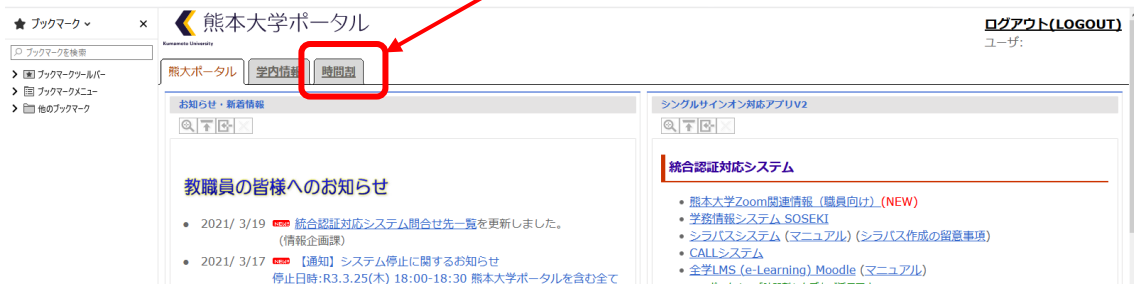 ★ ブックマーク
×
熊本大学ポータル
Kumamoto University
ログアウト(LOGOUT)
ユーザ:
ブックマークを検索
ブックマークツールバー
ブックマークメニュー
他のブックマーク
熊大ポータル 学内情報 時間割
お知らせ・新着情報
教職員の皆様へのお知らせ
• 2021/ 3/19 NEW 統合認証対応システム問合せ先一覧を更新しました。
(情報企画課)
• 2021/ 3/17 NEW 【通知】システム停止に関するお知らせ
停止日時:R3.3.25(木) 18:00-18:30 熊本大学ポータルを含む全て
シングルサインオン対応アプリV2
統合認証対応システム
• 熊本大学Zoom関連情報（職員向け）(NEW)
• 学務情報システム SOSEKI
• シラバスシステム (マニュアル) (シラバス作成の留意事項)
• CALLシステム
• 全学LMS (e-Learning) Moodle (マニュアル)